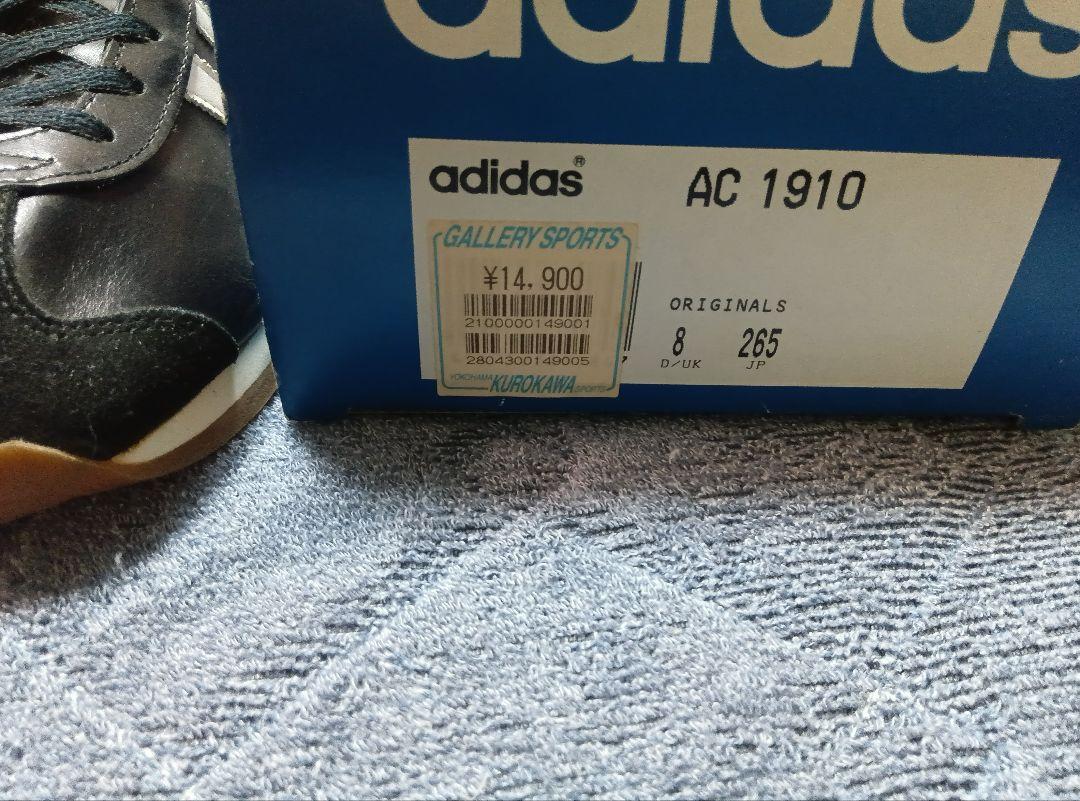 adidas
adidas®
AC 1910
GALLERY SPORTS
¥14,900
2100000149001
2804300149005
YOKOHAMA KUROKAWA SPORTS
ORIGINALS
8 265
D/UK JP